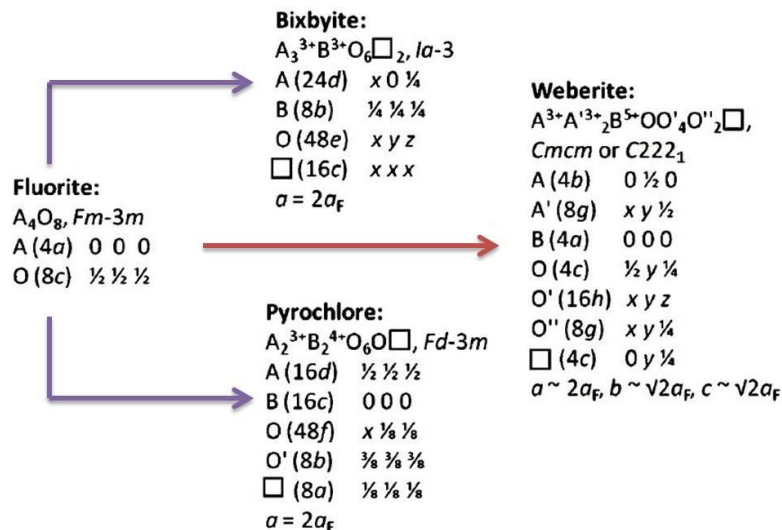 Bixbyite:
A₃³⁺B³⁺O₆□₂, Ia-3
A (24d) x 0 ¼
B (8b) ¼ ¼ ¼
O (48e) x y z
□ (16c) x x x
a = 2a_F
Fluorite:
A₄O₈, Fm-3m
A (4a) 0 0 0
O (8c) ½ ½ ½
Pyrochlore:
A₂³⁺B₂⁴⁺O₆O□, Fd-3m
A (16d) ½ ½ ½
B (16c) 0 0 0
O (48f) x ⅛ ⅛
O' (8b) ⅜ ⅜ ⅜
□ (8a) ⅛ ⅛ ⅛
a = 2a_F
Weberite:
A³⁺A'³⁺₂B⁵⁺OO'₄O''₂□,
Cmcm or C222₁
A (4b) 0 ½ 0
A' (8g) x y ½
B (4a) 0 0 0
O (4c) ½ y ¼
O' (16h) x y z
O'' (8g) x y ¼
□ (4c) 0 y ¼
a ~ 2a_F, b ~ √2a_F, c ~ √2a_F